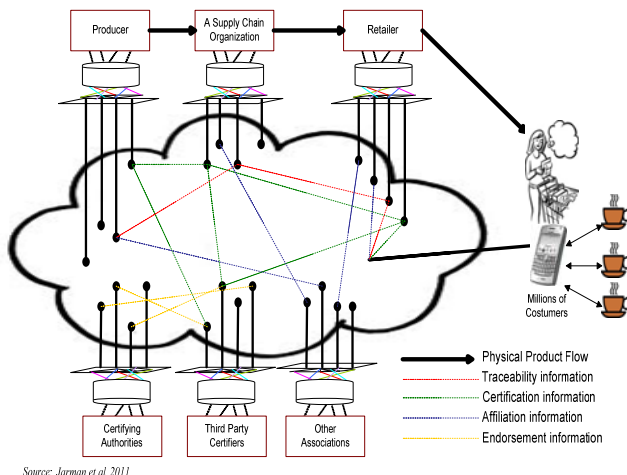 Producer
A Supply Chain
Organization
Retailer
Millions of
Costumers
Physical Product Flow
Traceability information
Certification information
Affiliation information
Endorsement information
Certifying
Authorities
Third Party
Certifiers
Other
Associations
Source: Jarman et al 2011